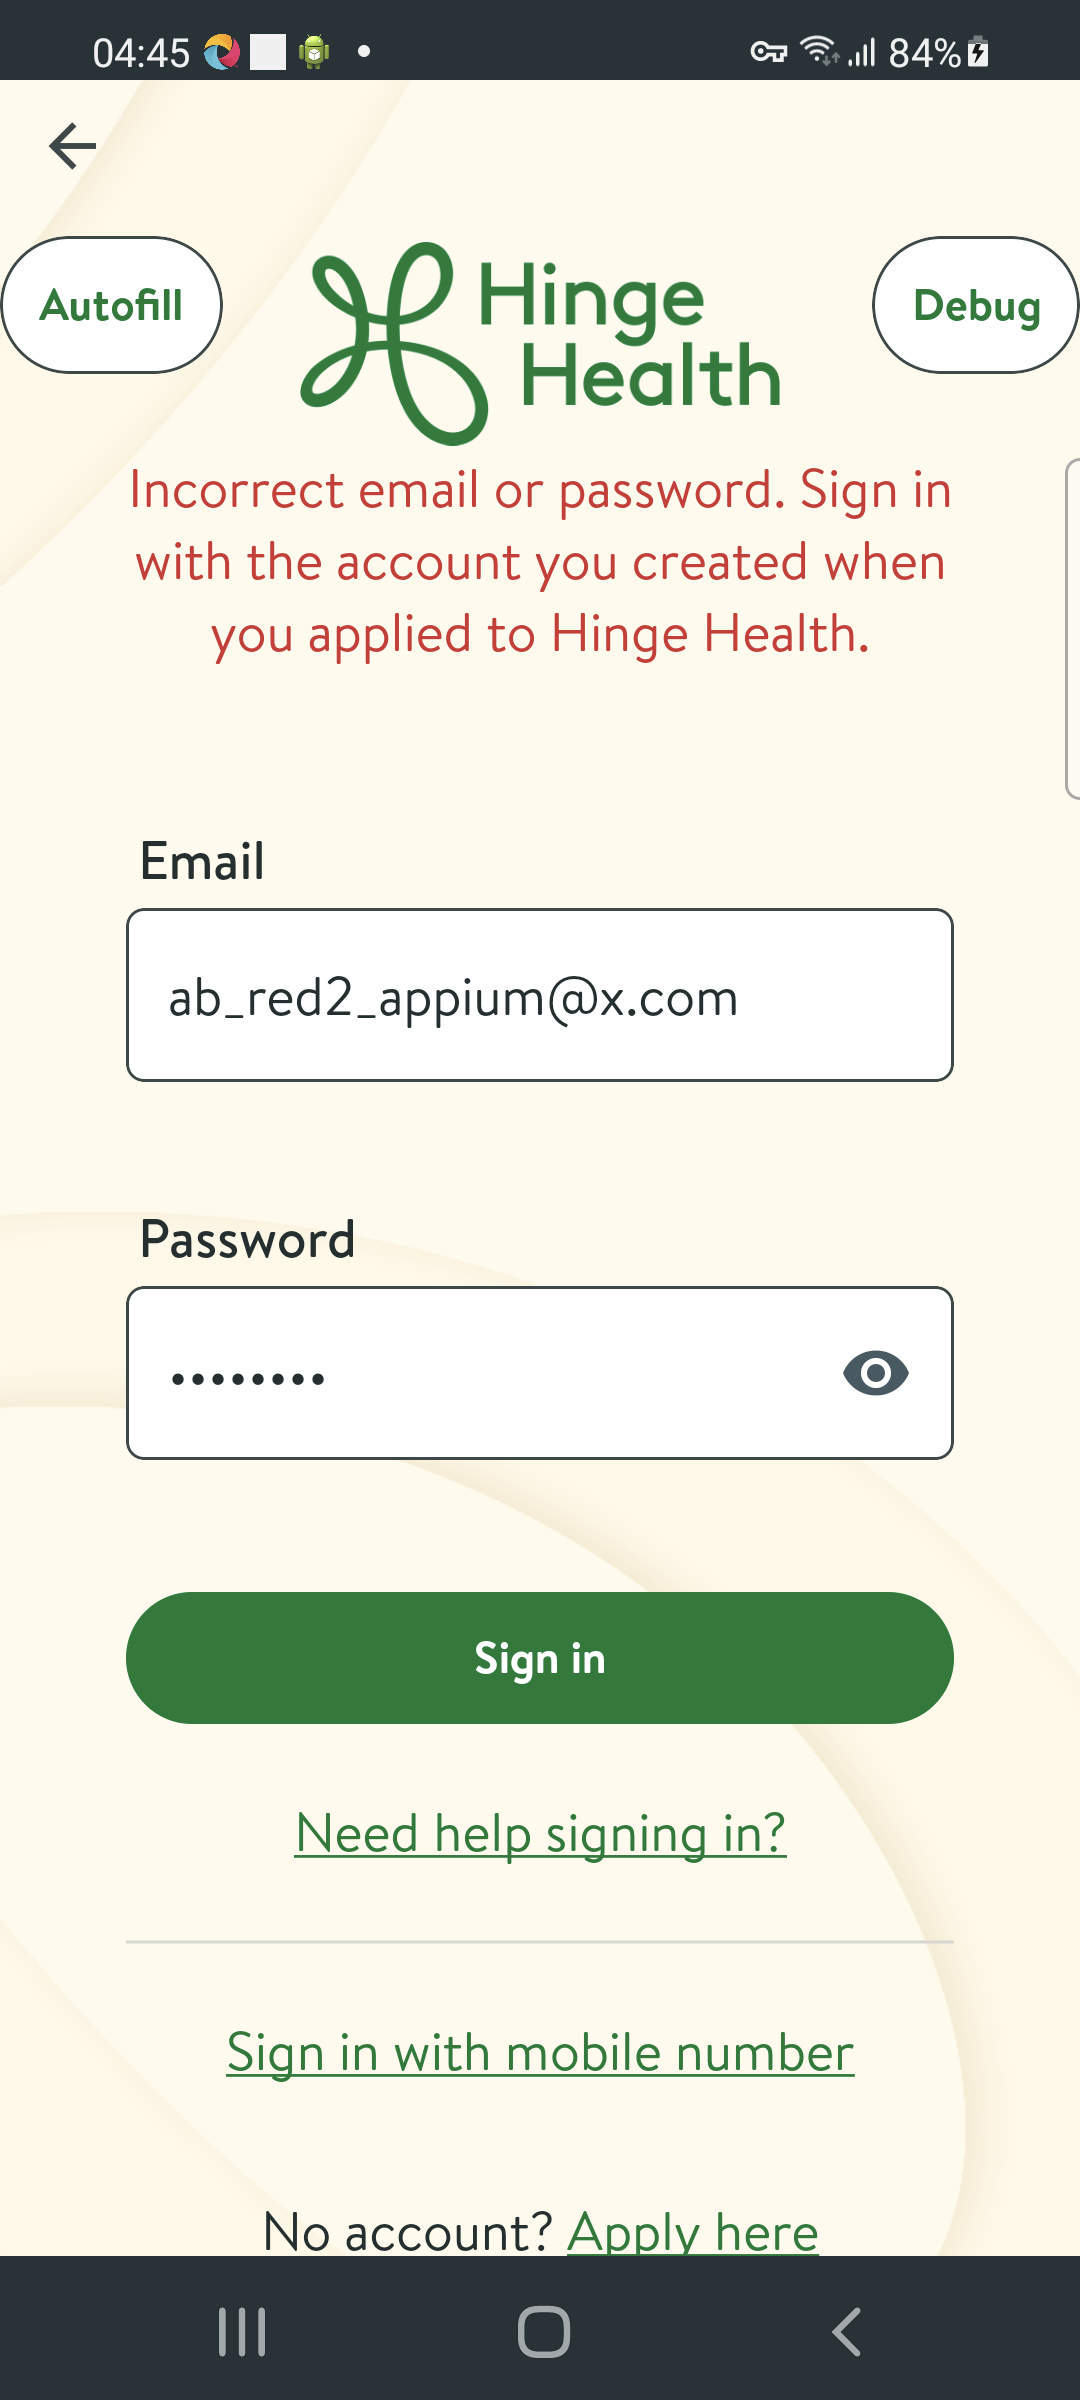 04:45 84%
Autofill
Hinge
Health
Debug
Incorrect email or password. Sign in
with the account you created when
you applied to Hinge Health.
Email
ab_red2_appium@x.com
Password
••••••••
Sign in
Need help signing in?
Sign in with mobile number
No account? Apply here